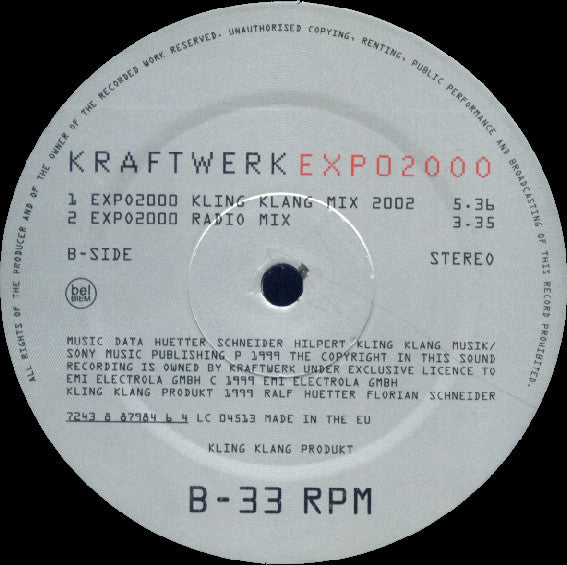 ALL RIGHTS OF THE PRODUCER AND OF THE OWNER OF THE RECORDED WORK RESERVED. UNAUTHORISED COPYING, RENTING, PUBLIC PERFORMANCE AND BROADCASTING OF THIS RECORD PROHIBITED.
KRAFTWERK EXPO2000
1 EXPO2000 KLING KLANG MIX 2002 5.36
2 EXPO2000 RADIO MIX 3.35
B-SIDE STEREO
bel
BIEM
MUSIC DATA HUETTER SCHNEIDER HILPERT KLING KLANG MUSIK/
SONY MUSIC PUBLISHING P 1999 THE COPYRIGHT IN THIS SOUND
RECORDING IS OWNED BY KRAFTWERK UNDER EXCLUSIVE LICENCE TO
EMI ELECTROLA GMBH C 1999 EMI ELECTROLA GMBH
KLING KLANG PRODUKT 1999 RALF HUETTER FLORIAN SCHNEIDER
7243 8 87984 6 4 LC 04513 MADE IN THE EU
KLING KLANG PRODUKT
B-33 RPM